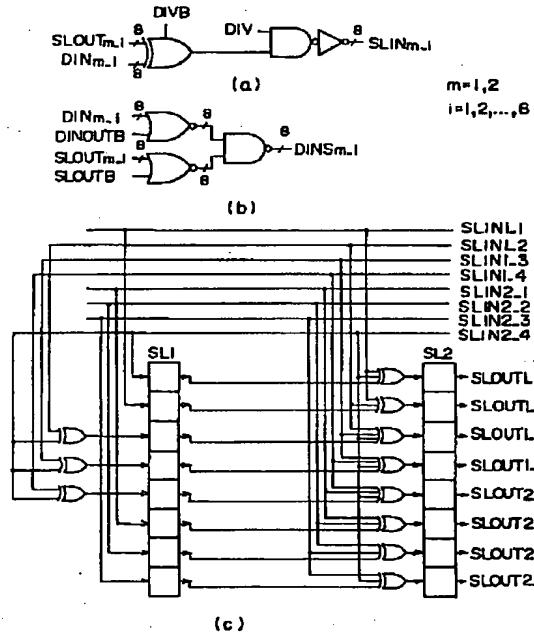 DIVB
8
SLOUTm_i
DINm_i
8
DIV
8
SLINm_i
(a)
m=1,2
i=1,2,...,8
8
DINm_i
DINOUTB
8
8
DINSm_i
8
SLOUTm_i
SLOUTB
8
(b)
SLIN1_1
SLIN1_2
SLIN1_3
SLIN1_4
SLIN2_1
SLIN2_2
SLIN2_3
SLIN2_4
SL1
SL2
SLOUT1
SLOUT1
SLOUT1
SLOUT1
SLOUT2
SLOUT2
SLOUT2
SLOUT2
(c)